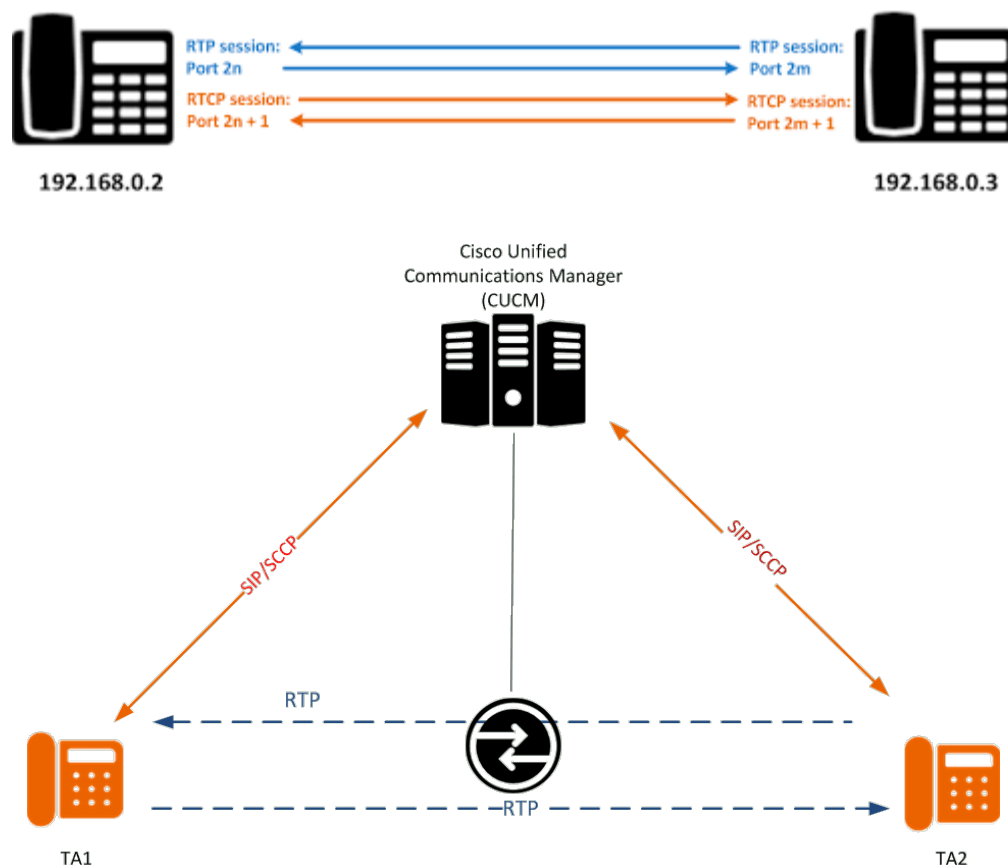 RTP session:
Port 2n
RTCP session:
Port 2n + 1
RTP session:
Port 2m
RTCP session:
Port 2m + 1
192.168.0.2
192.168.0.3
Cisco Unified
Communications Manager
(CUCM)
SIP/SCCP
SIP/SCCP
RTP
RTP
TA1
TA2